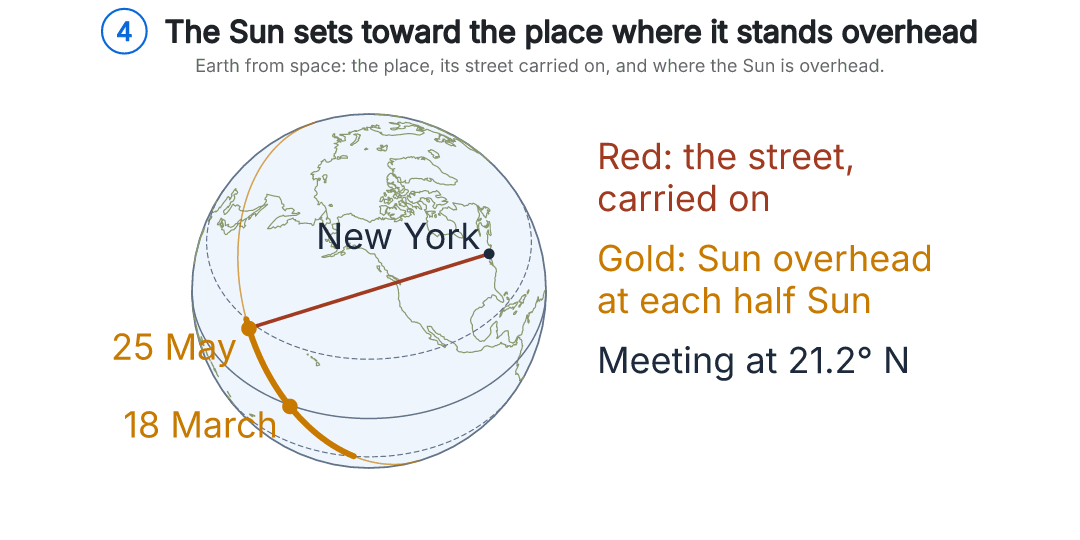 4 The Sun sets toward the place where it stands overhead
Earth from space: the place, its street carried on, and where the Sun is overhead.
Red: the street,
carried on
New York
Gold: Sun overhead
at each half Sun
25 May
Meeting at 21.2° N
18 March